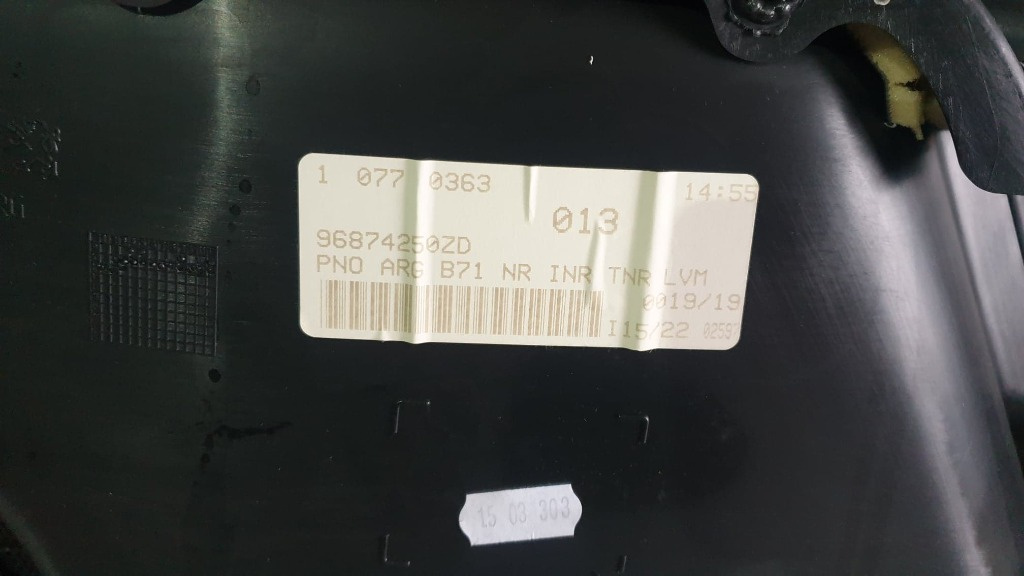 1 077 0363 14:55
013
96874250ZD
PNO ARG B71 NR INR TNR LVM
0019/19
I15/22 02597
15 03 303